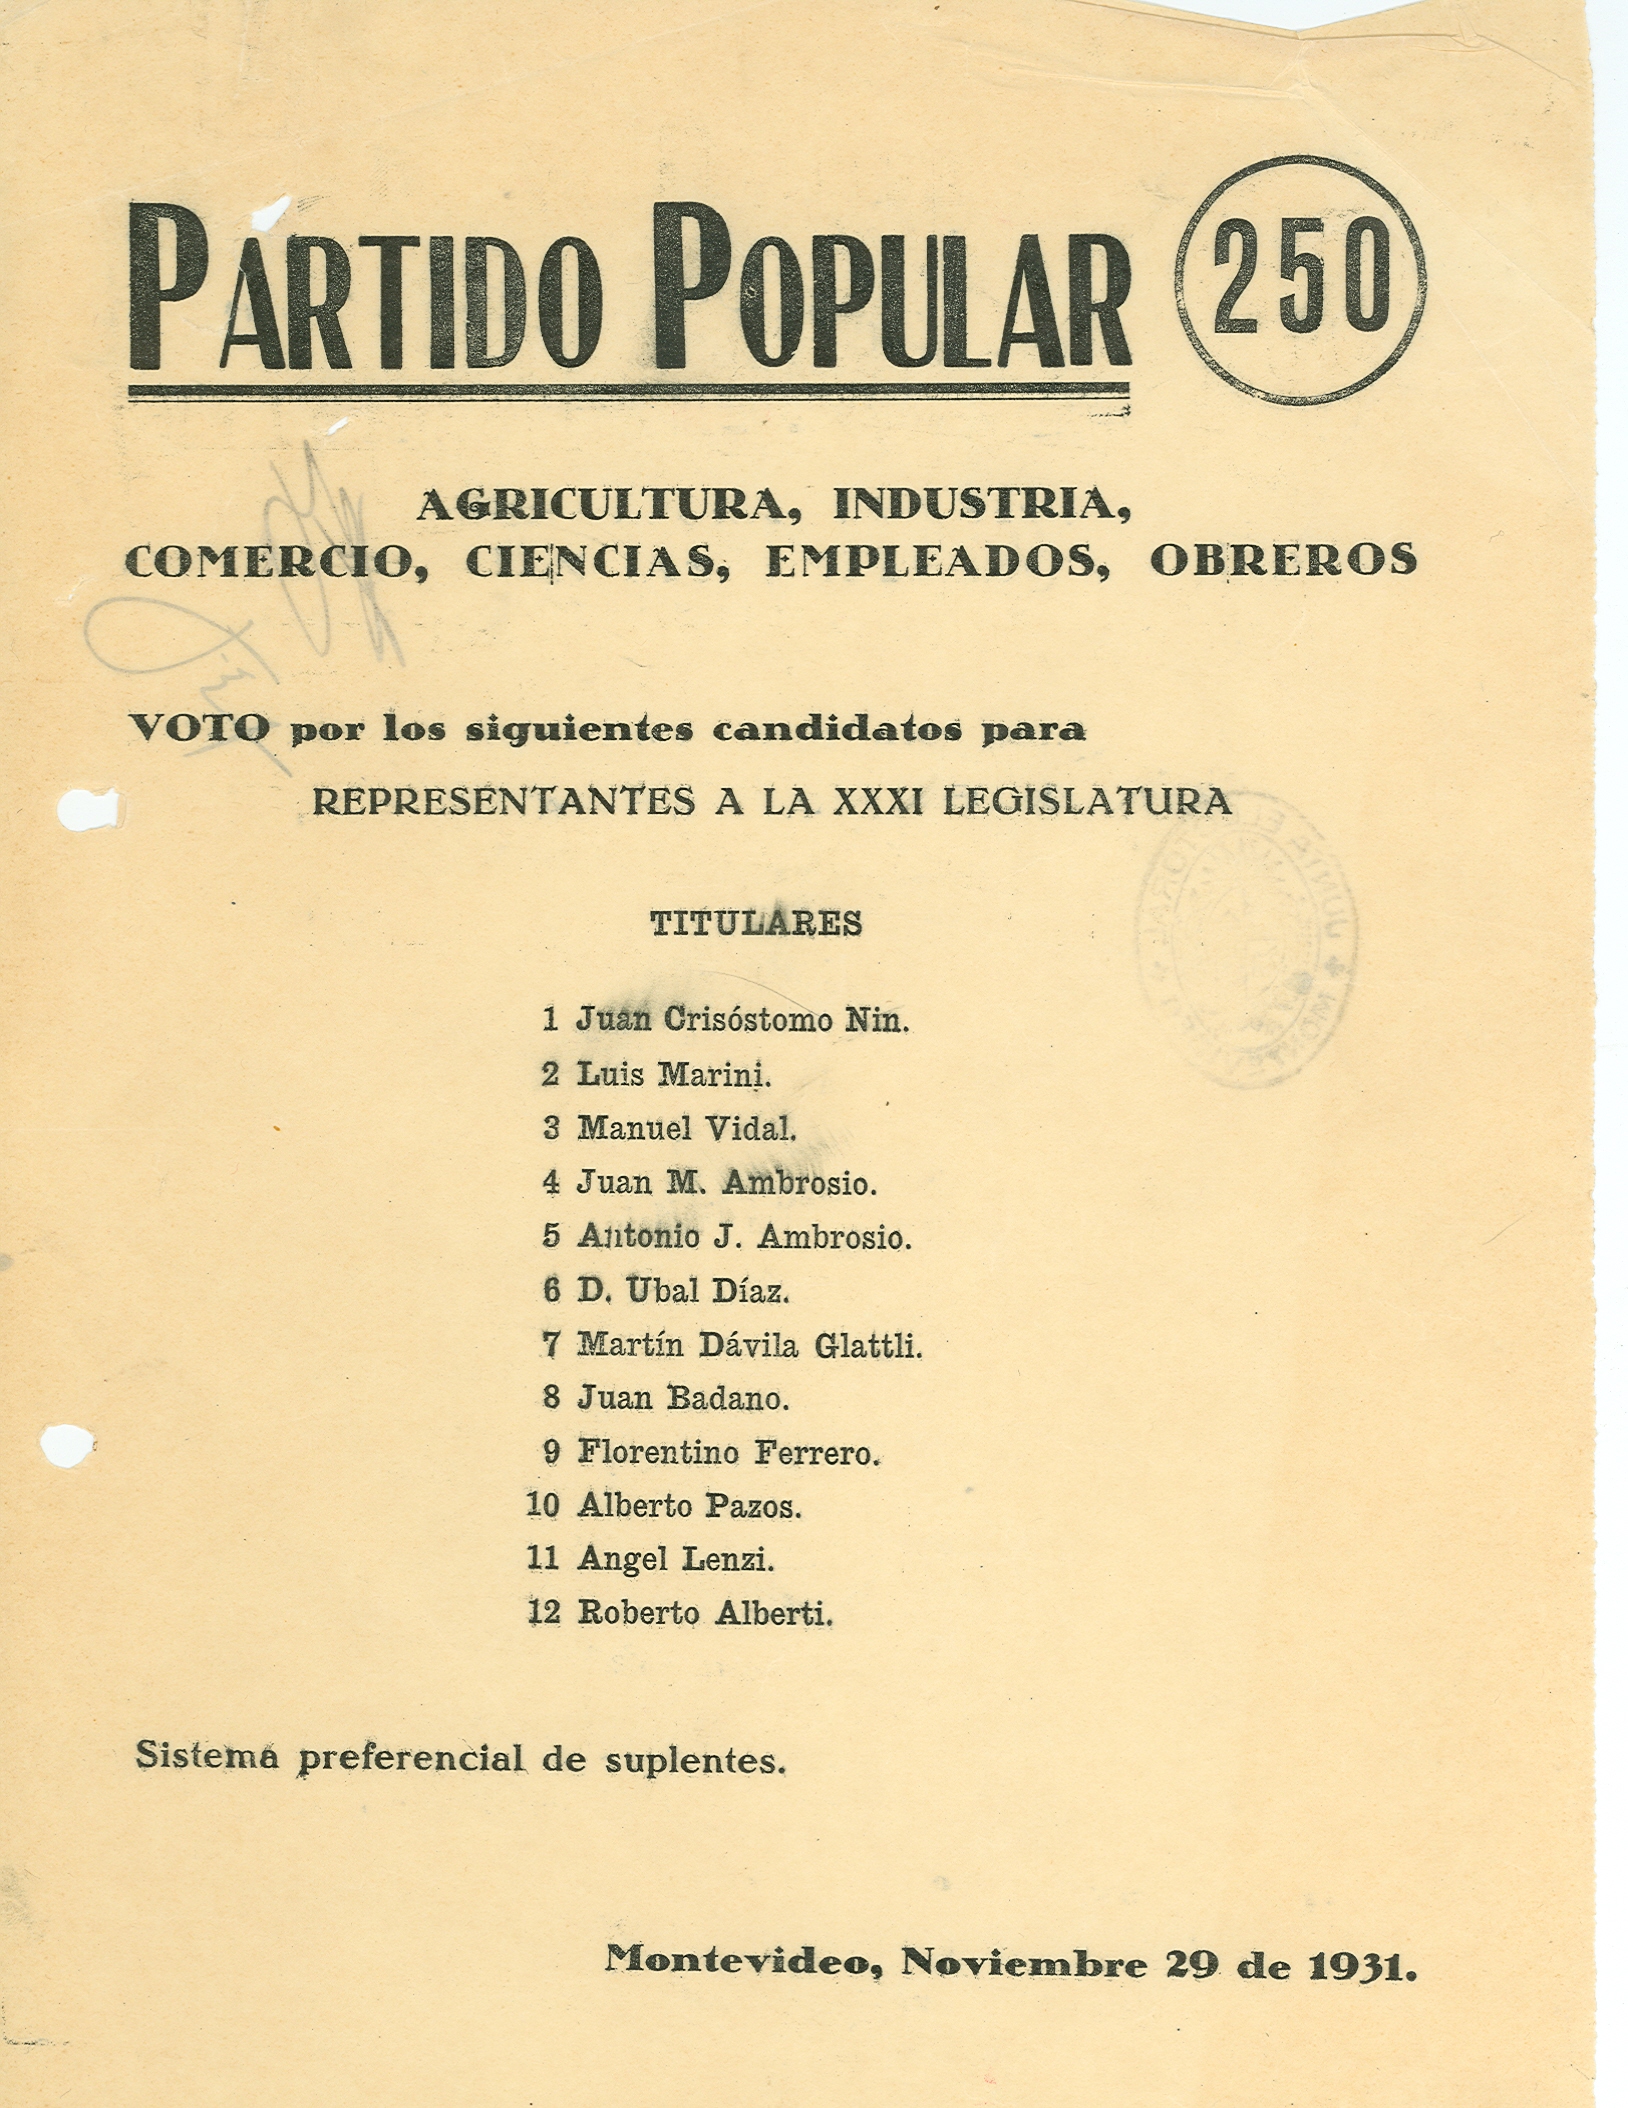 PARTIDO POPULAR 250
AGRICULTURA, INDUSTRIA,
COMERCIO, CIENCIAS, EMPLEADOS, OBREROS
VOTO por los siguientes candidatos para
REPRESENTANTES A LA XXXI LEGISLATURA
TITULARES
1 Juan Crisóstomo Nin.
2 Luis Marini.
3 Manuel Vidal.
4 Juan M. Ambrosio.
5 Antonio J. Ambrosio.
6 D. Ubal Díaz.
7 Martín Dávila Glattli.
8 Juan Badano.
9 Florentino Ferrero.
10 Alberto Pazos.
11 Angel Lenzi.
12 Roberto Alberti.
Sistema preferencial de suplentes.
Montevideo, Noviembre 29 de 1931.